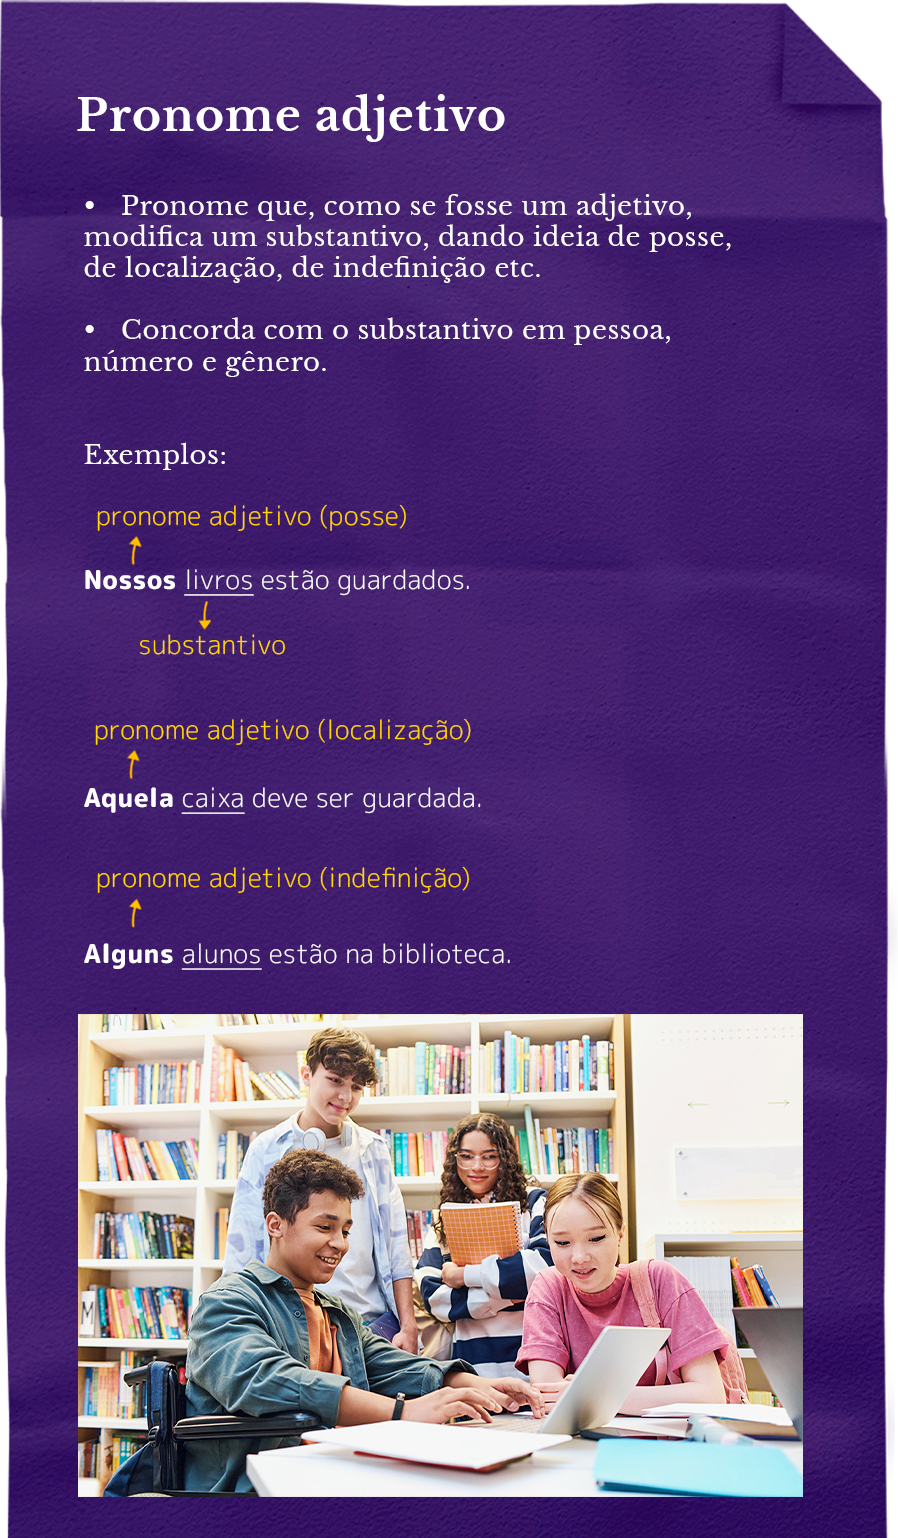 Pronome adjetivo
• Pronome que, como se fosse um adjetivo,
modifica um substantivo, dando ideia de posse,
de localização, de indefinição etc.
• Concorda com o substantivo em pessoa,
número e gênero.
Exemplos:
pronome adjetivo (posse)
Nossos livros estão guardados.
substantivo
pronome adjetivo (localização)
Aquela caixa deve ser guardada.
pronome adjetivo (indefinição)
Alguns alunos estão na biblioteca.